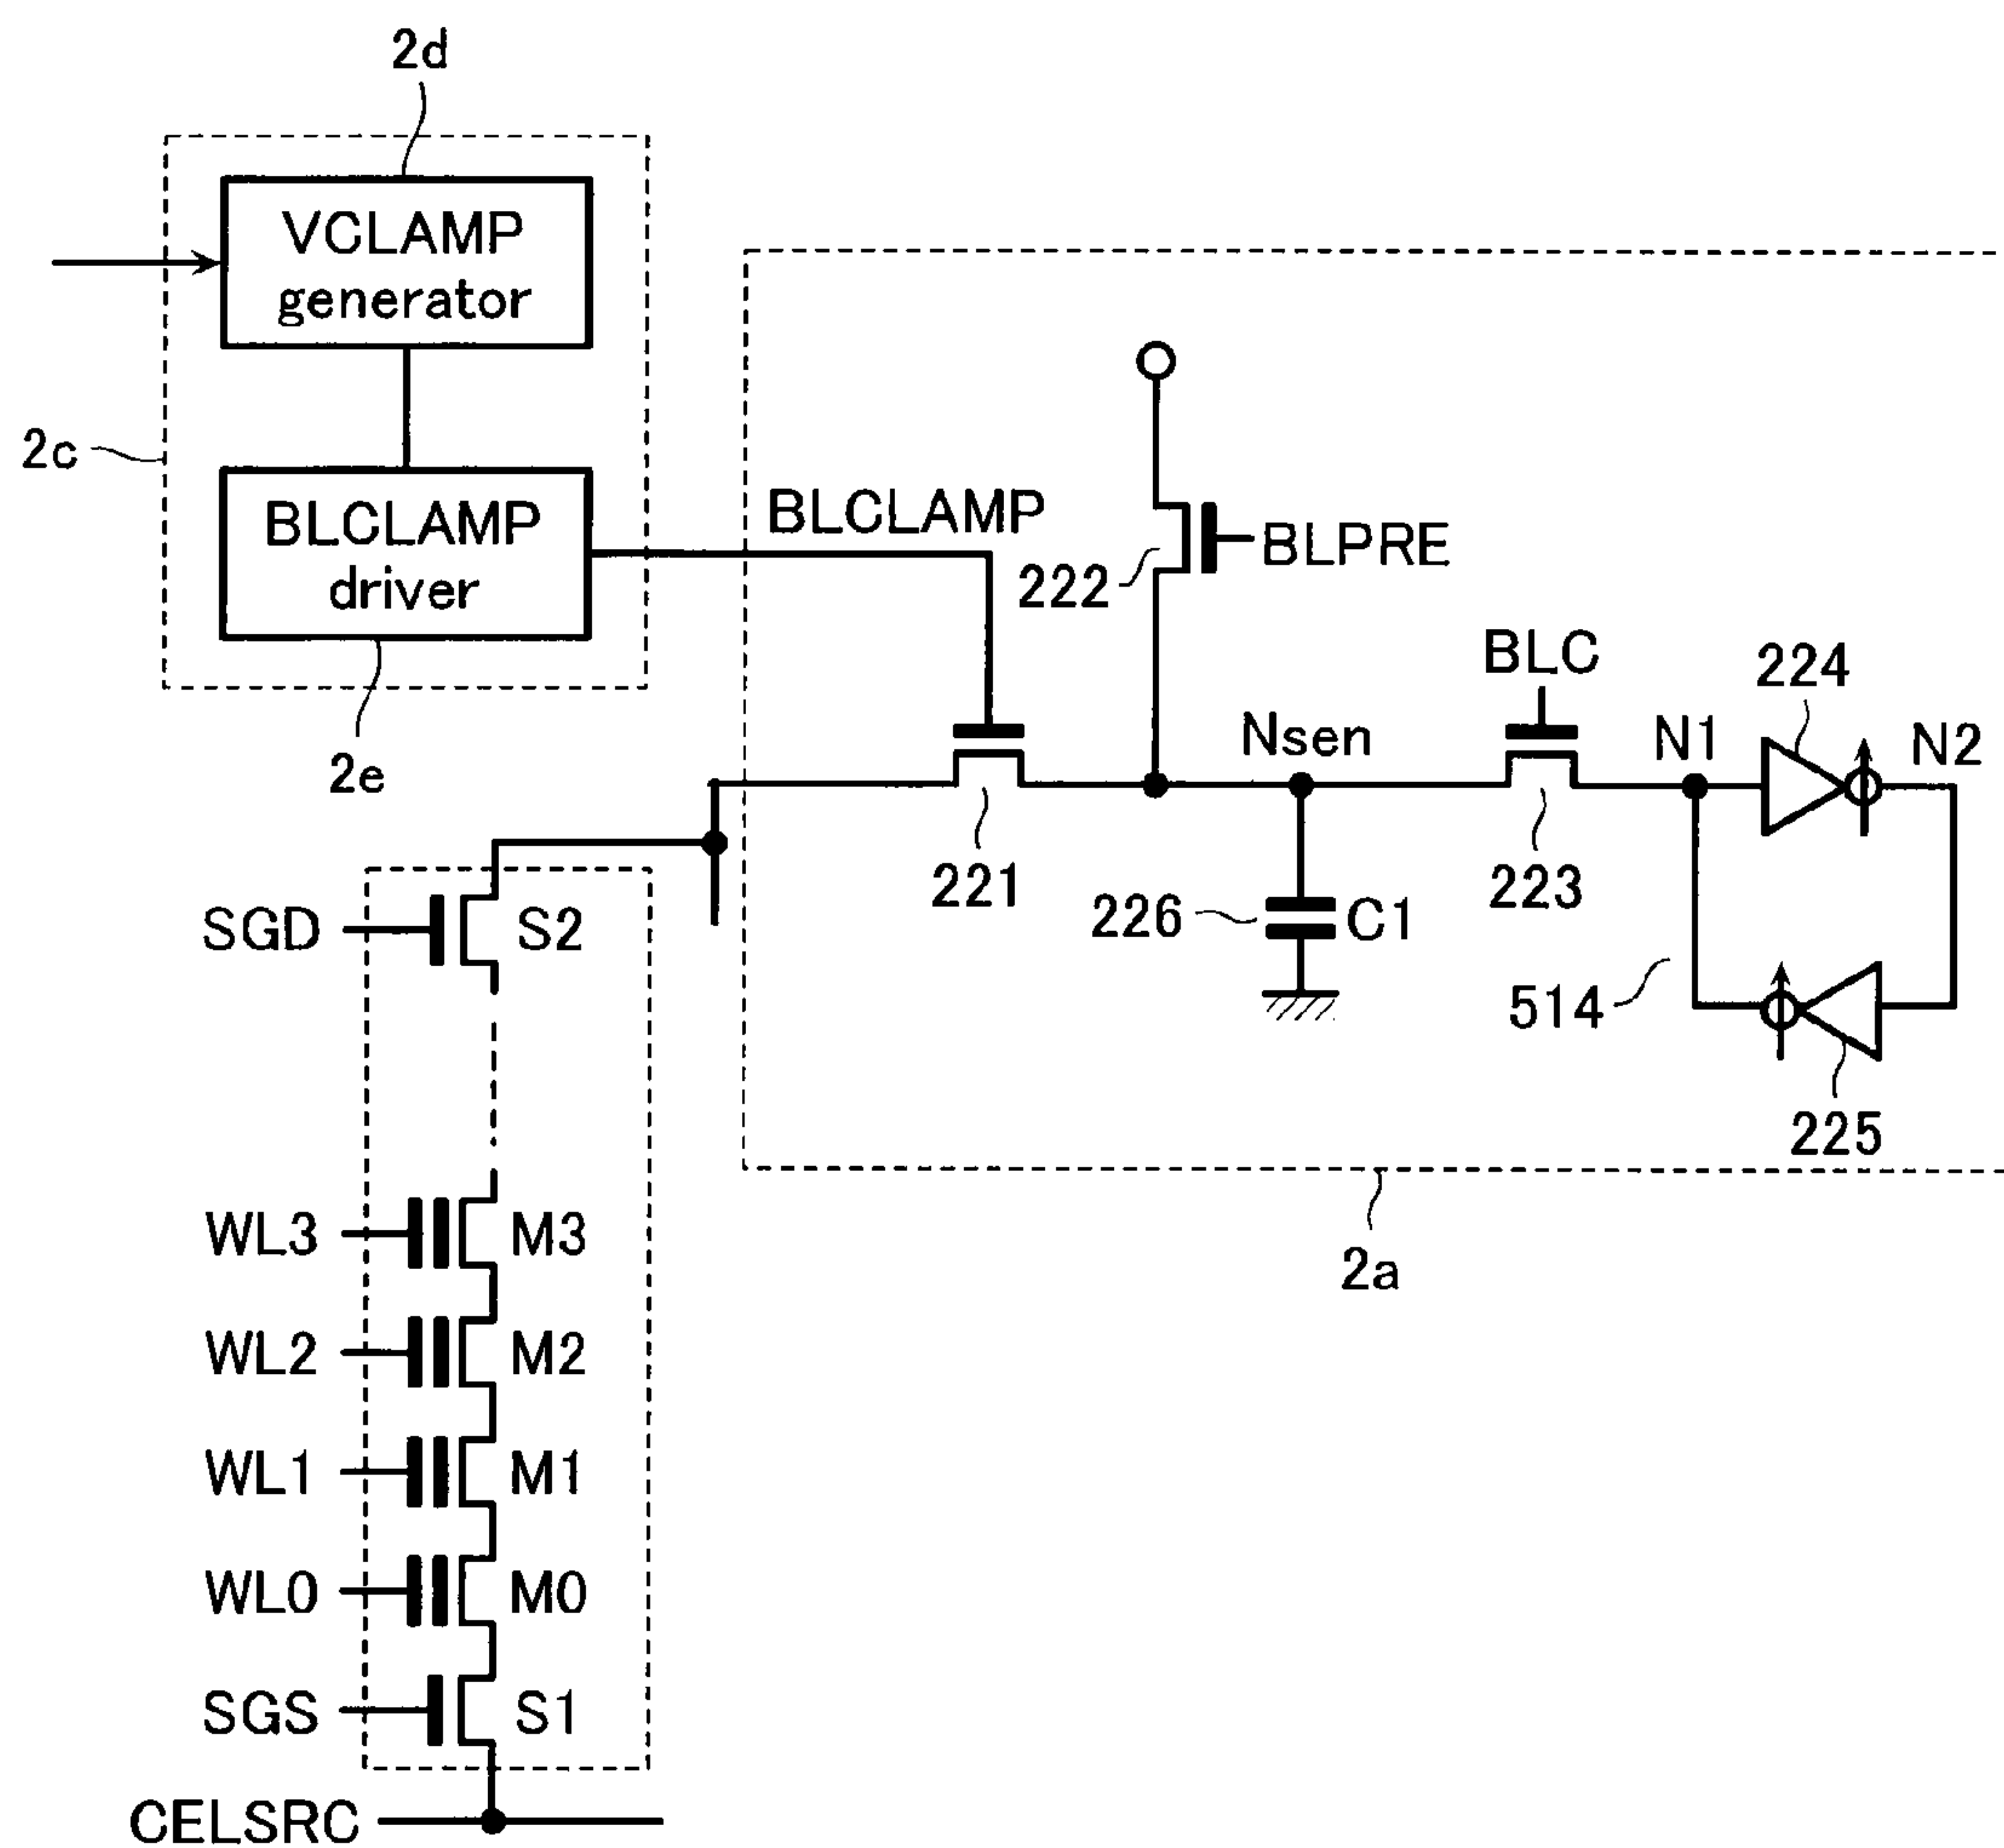 2d
VCLAMP
generator
2c
BLCLAMP
driver
2e
BLCLAMP
222
BLPRE
BLC
224
Nsen
N1
N2
221
226
C1
223
514
225
2a
SGD
S2
WL3
M3
WL2
M2
WL1
M1
WL0
M0
SGS
S1
CELSRC